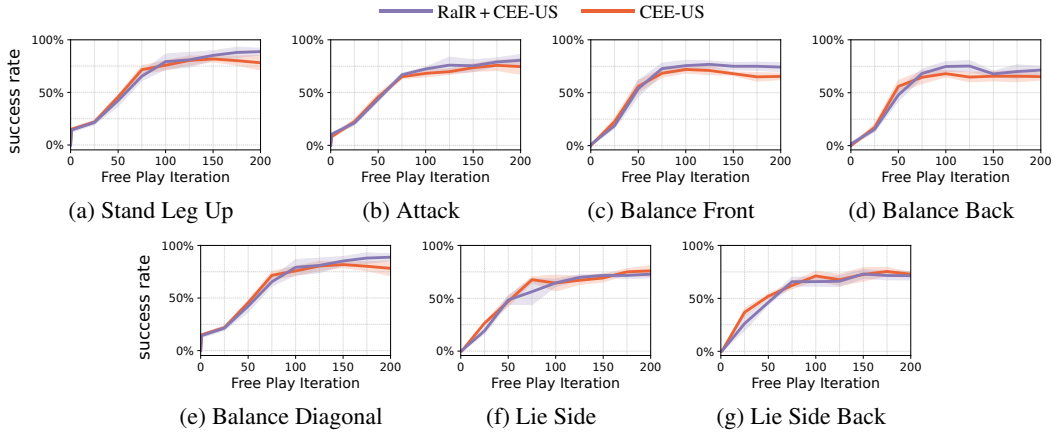 RaIR + CEE-US CEE-US
success rate
100%
50%
0%
0 50 100 150 200
Free Play Iteration
(a) Stand Leg Up
100%
50%
0%
0 50 100 150 200
Free Play Iteration
(b) Attack
100%
50%
0%
0 50 100 150 200
Free Play Iteration
(c) Balance Front
100%
50%
0%
0 50 100 150 200
Free Play Iteration
(d) Balance Back
success rate
100%
50%
0%
0 50 100 150 200
Free Play Iteration
(e) Balance Diagonal
100%
50%
0%
0 50 100 150 200
Free Play Iteration
(f) Lie Side
100%
50%
0%
0 50 100 150 200
Free Play Iteration
(g) Lie Side Back